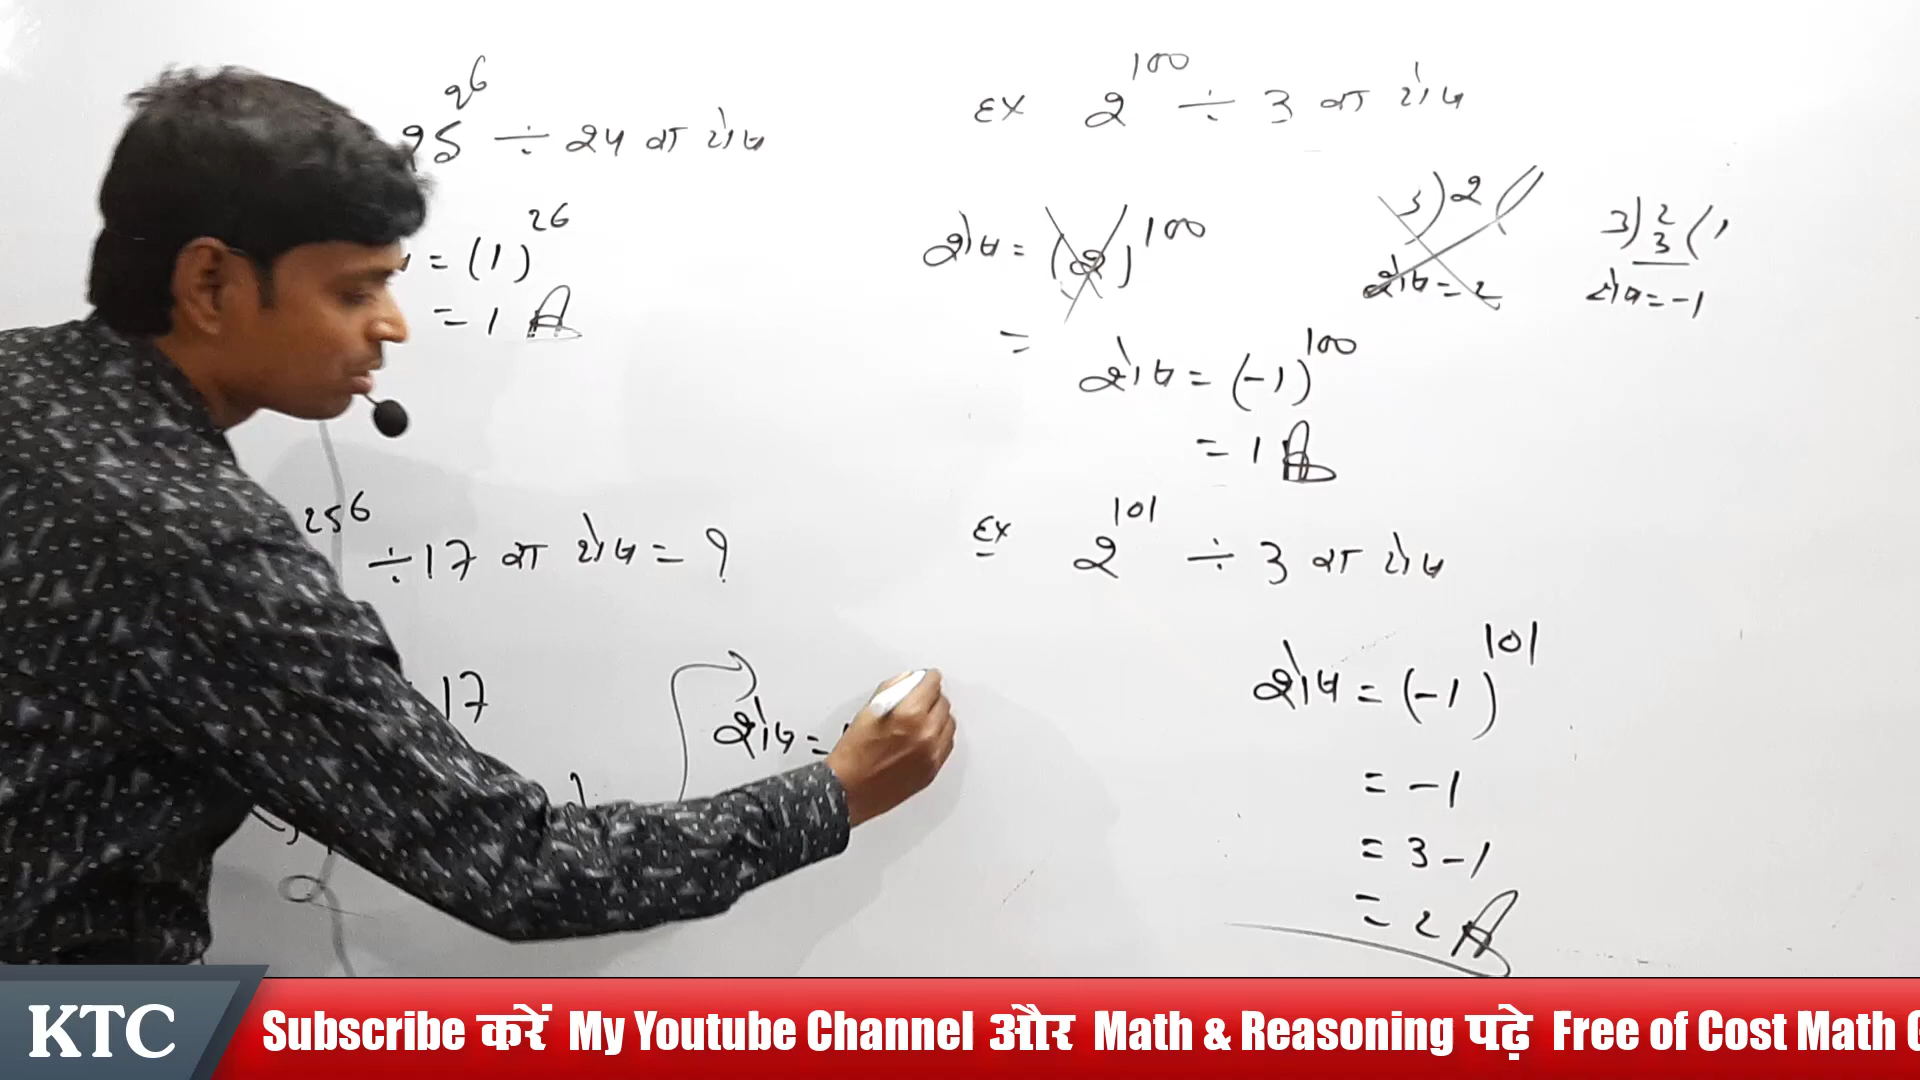 25^26 ÷ 24 का शेष
= (1)^26
= 1 A
256 ÷ 17 का शेष = ?
17
शेष =
Ex 2^100 ÷ 3 का शेष
शेष = (2)^100
3)2(
शेष = 2
3)2(1
3
शेष = -1
=
शेष = (-1)^100
= 1 A
Ex 2^101 ÷ 3 का शेष
शेष = (-1)^101
= -1
= 3 - 1
= 2 A
KTC
Subscribe करें My Youtube Channel और Math & Reasoning पढ़े Free of Cost Math